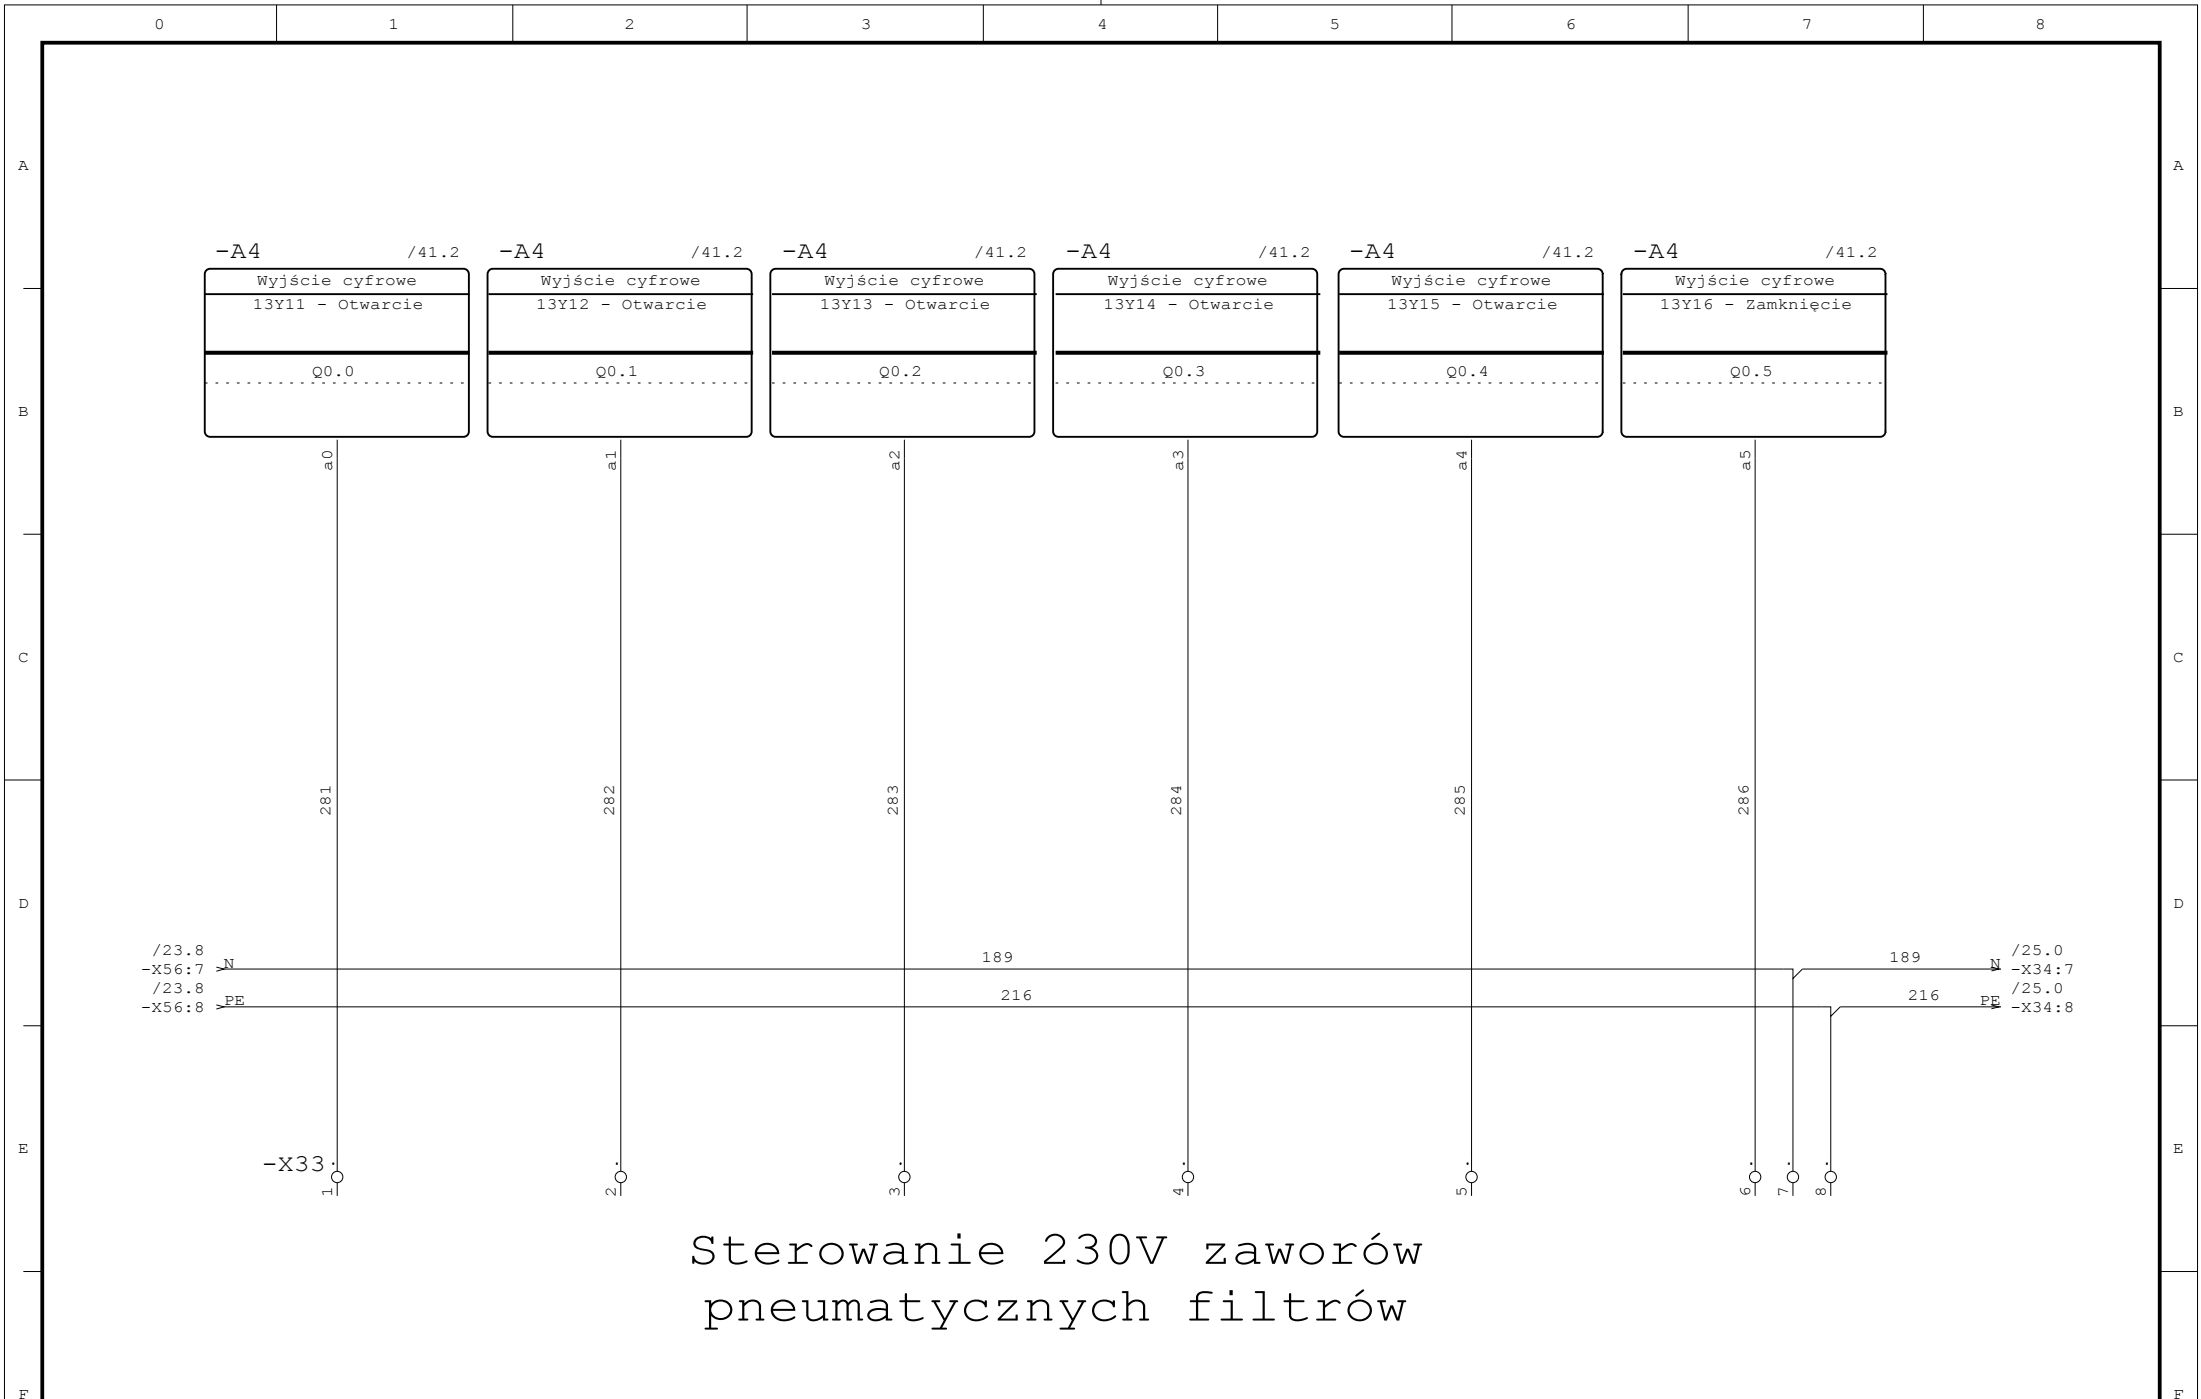 0 1 2 3 4 5 6 7 8
A A
-A4 /41.2 -A4 /41.2 -A4 /41.2 -A4 /41.2 -A4 /41.2 -A4 /41.2
Wyjście cyfrowe Wyjście cyfrowe Wyjście cyfrowe Wyjście cyfrowe Wyjście cyfrowe Wyjście cyfrowe
13Y11 - Otwarcie 13Y12 - Otwarcie 13Y13 - Otwarcie 13Y14 - Otwarcie 13Y15 - Otwarcie 13Y16 - Zamknięcie
Q0.0 Q0.1 Q0.2 Q0.3 Q0.4 Q0.5
B B
a0 a1 a2 a3 a4 a5
C C
281 282 283 284 285 286
D D
/23.8 189 189 /25.0
-X56:7 N N -X34:7
/23.8 216 216 /25.0
-X56:8 PE PE -X34:8
E E
-X33
1 2 3 4 5 6 7 8
Sterowanie 230V zaworów
pneumatycznych filtrów
F F